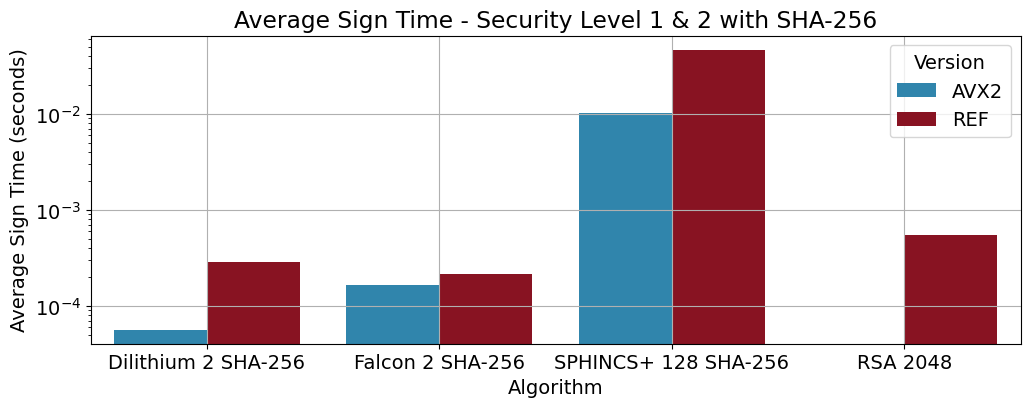 Average Sign Time - Security Level 1 & 2 with SHA-256
Average Sign Time (seconds)
10⁻²
10⁻³
10⁻⁴
Version
AVX2
REF
Dilithium 2 SHA-256
Falcon 2 SHA-256
SPHINCS+ 128 SHA-256
RSA 2048
Algorithm